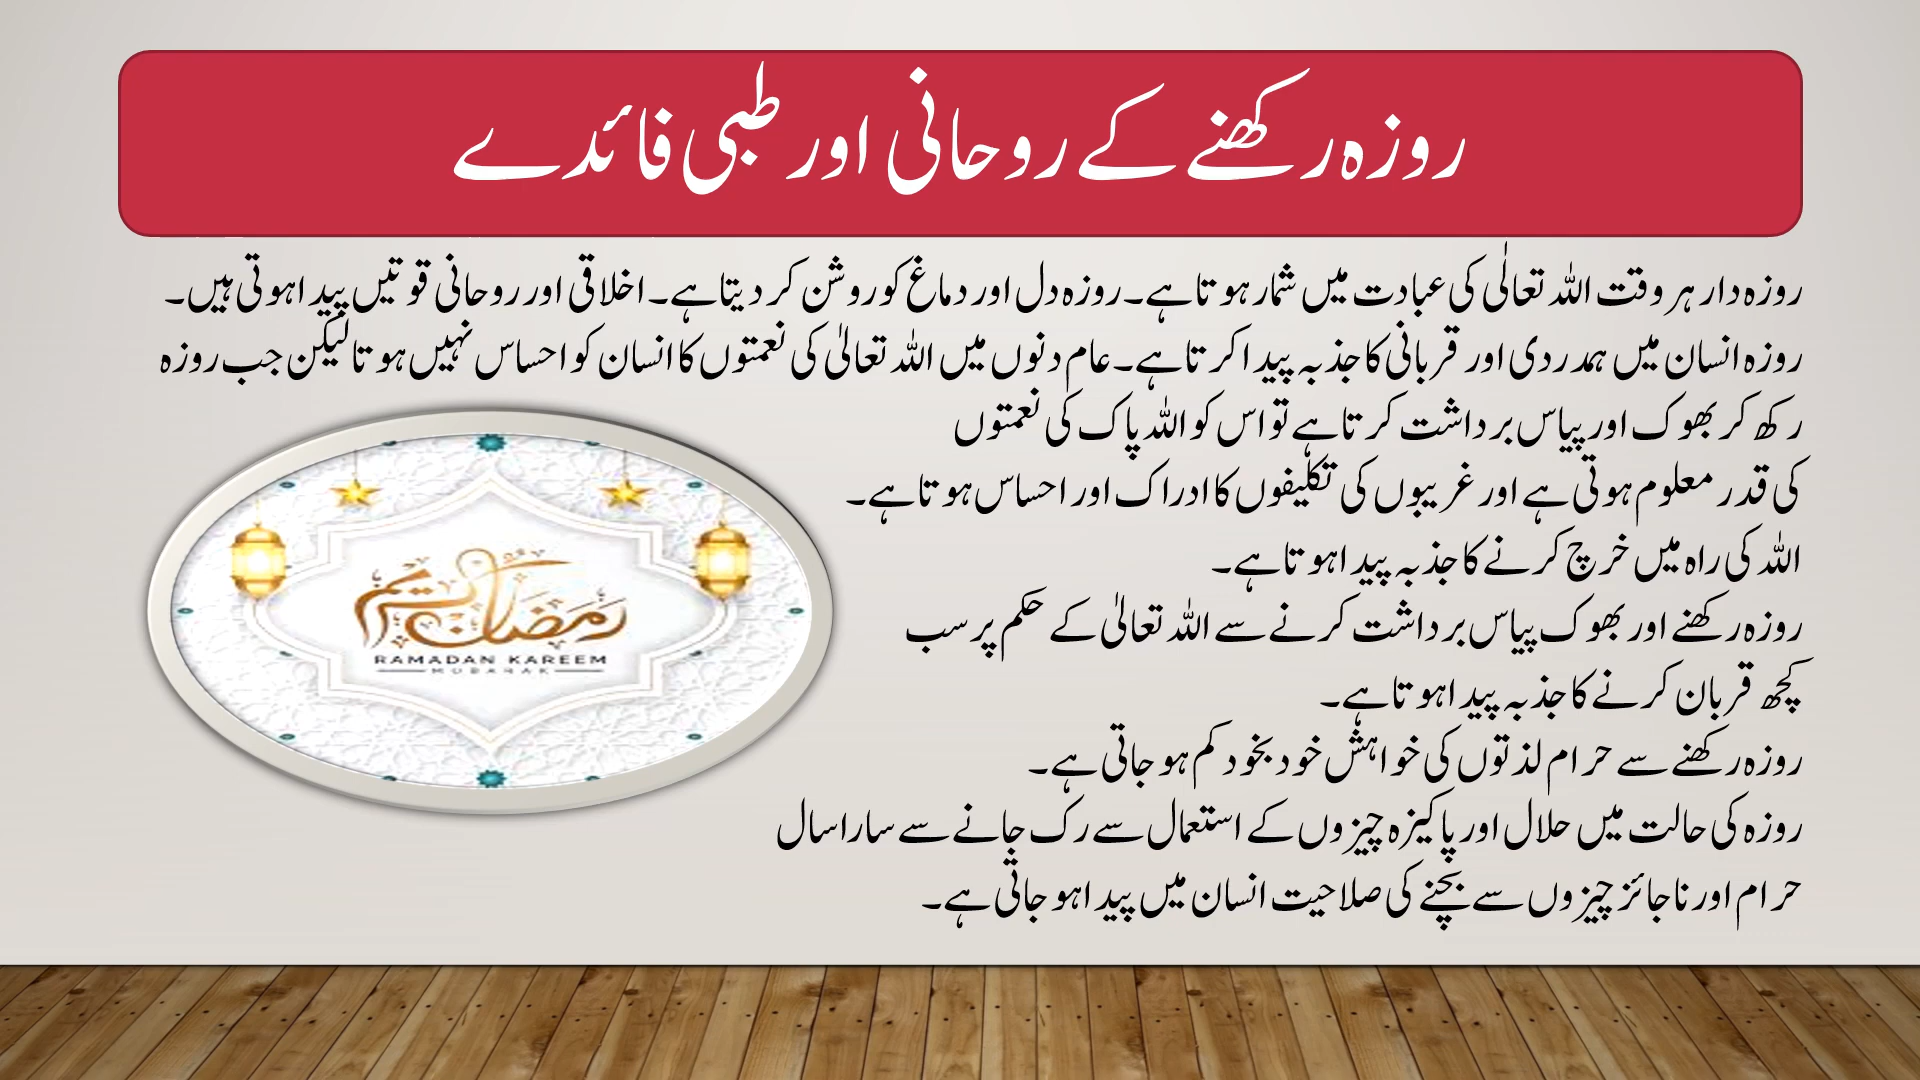 روزہ رکھنے کے روحانی اور طبی فائدے
روزہ دار ہر وقت اللہ تعالٰی کی عبادت میں شمار ہوتا ہے۔ روزہ دل اور دماغ کو روشن کر دیتا ہے۔ اخلاقی اور روحانی قوتیں پیدا ہوتی ہیں۔
روزہ انسان میں ہمدردی اور قربانی کا جذبہ پیدا کرتا ہے۔ عام دنوں میں اللہ تعالیٰ کی نعمتوں کا انسان کو احساس نہیں ہوتا لیکن جب روزہ
رکھ کر بھوک اور پیاس برداشت کرتا ہے تو اس کو اللہ پاک کی نعمتوں
کی قدر معلوم ہوتی ہے اور غریبوں کی تکلیفوں کا ادراک اور احساس ہوتا ہے۔
اللہ کی راہ میں خرچ کرنے کا جذبہ پیدا ہوتا ہے۔
روزہ رکھنے اور بھوک پیاس برداشت کرنے سے اللہ تعالیٰ کے حکم پر سب
کچھ قربان کرنے کا جذبہ پیدا ہوتا ہے۔
روزہ رکھنے سے حرام لذتوں کی خواہش خود بخود کم ہو جاتی ہے۔
روزہ کی حالت میں حلال اور پاکیزہ چیزوں کے استعمال سے رک جانے سے سارا سال
حرام اور ناجائز چیزوں سے بچنے کی صلاحیت انسان میں پیدا ہو جاتی ہے۔
رمضان كريم
RAMADAN KAREEM
MUBARAK